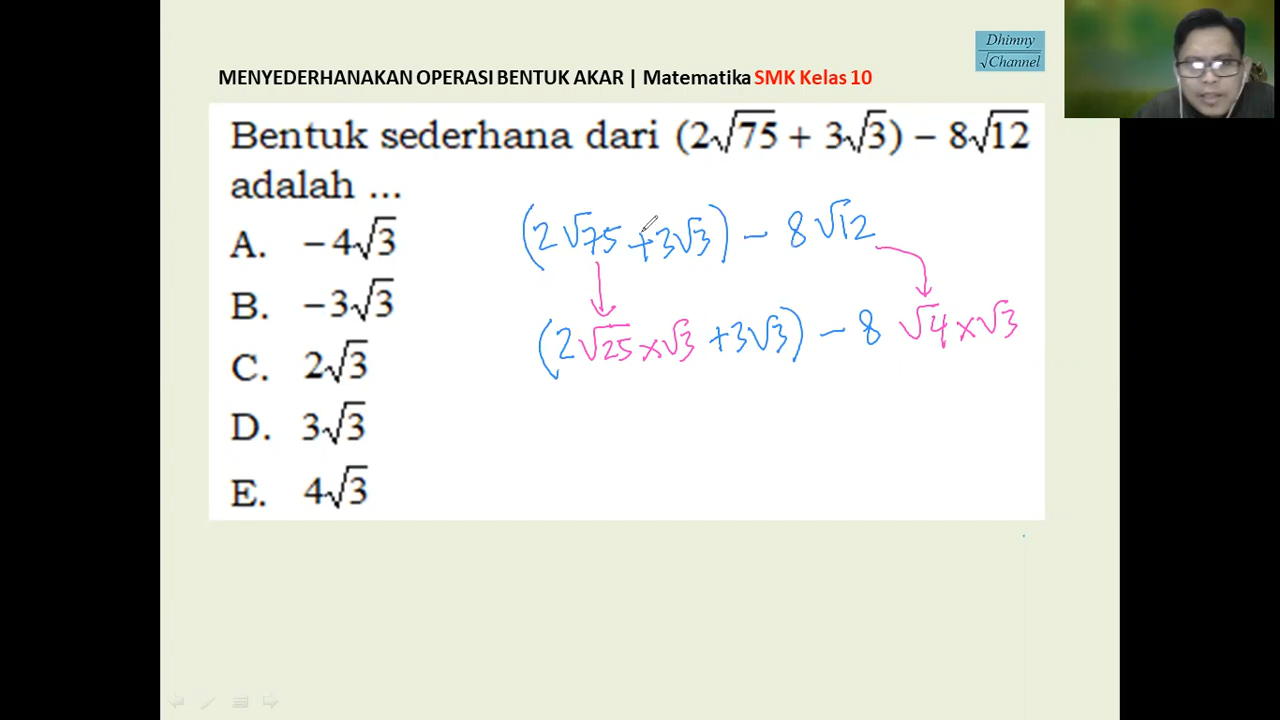 Dhimny
√Channel
MENYEDERHANAKAN OPERASI BENTUK AKAR | Matematika SMK Kelas 10
Bentuk sederhana dari (2√75 + 3√3) − 8√12
adalah ...
A. −4√3
B. −3√3
C. 2√3
D. 3√3
E. 4√3
(2√75 + 3√3) − 8√12
(2√25 × √3 + 3√3) − 8 √4 × √3